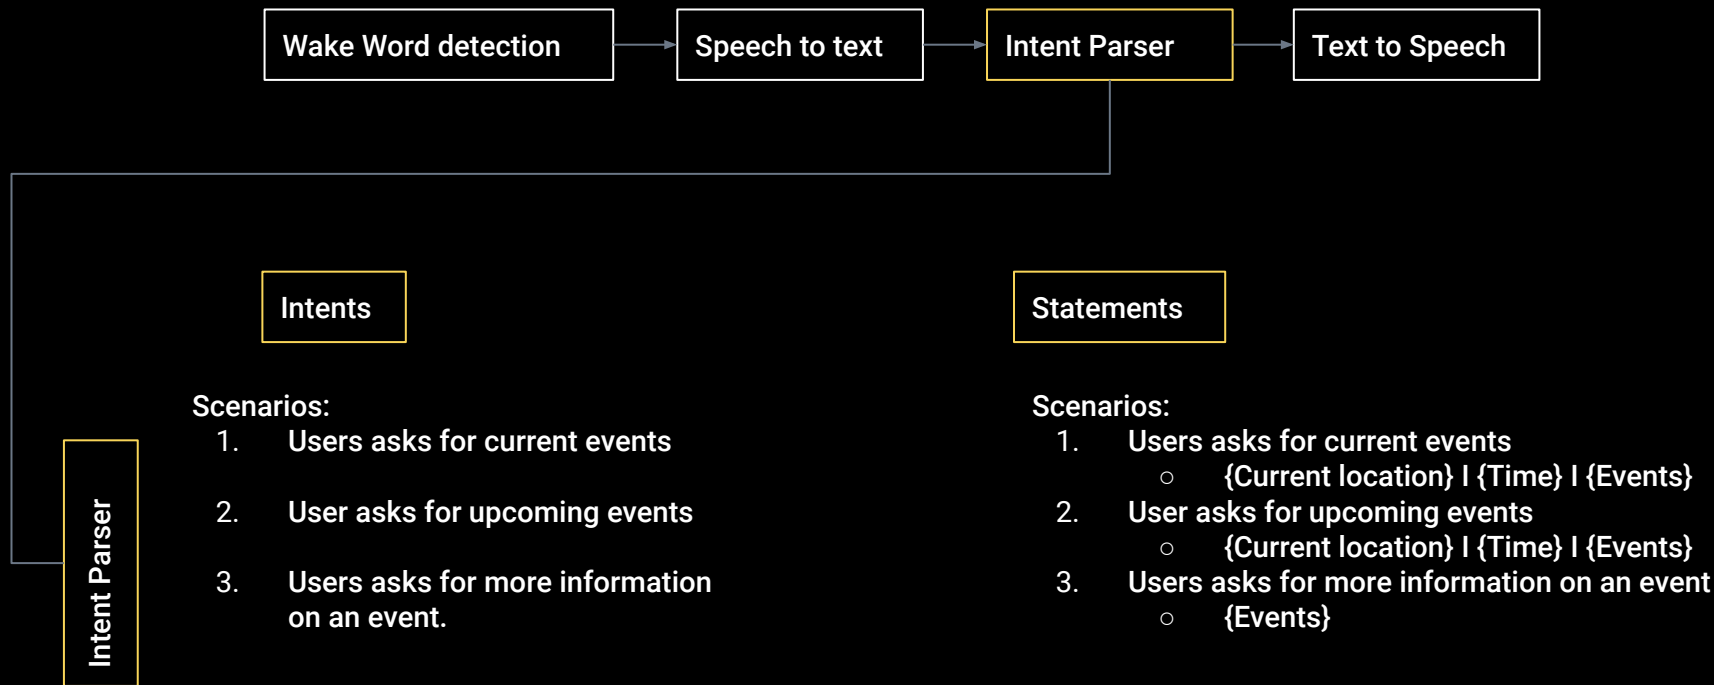 Wake Word detection
Speech to text
Intent Parser
Text to Speech
Intents
Statements
Scenarios:
1. Users asks for current events
2. User asks for upcoming events
3. Users asks for more information
on an event.
Scenarios:
1. Users asks for current events
○ {Current location} I {Time} I {Events}
2. User asks for upcoming events
○ {Current location} I {Time} I {Events}
3. Users asks for more information on an event
○ {Events}
Intent Parser